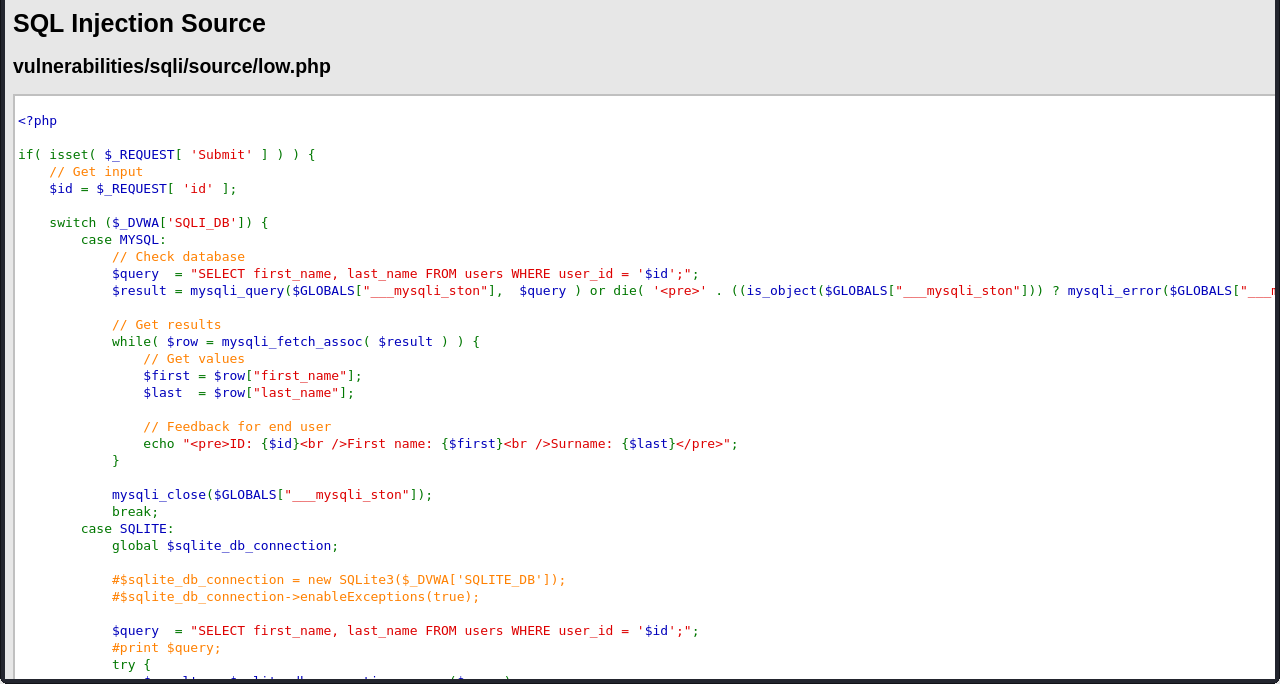 SQL Injection Source
vulnerabilities/sqli/source/low.php
<?php
if( isset( $_REQUEST[ 'Submit' ] ) ) {
    // Get input
    $id = $_REQUEST[ 'id' ];
    switch ($_DVWA['SQLI_DB']) {
        case MYSQL:
            // Check database
            $query  = "SELECT first_name, last_name FROM users WHERE user_id = '$id';";
            $result = mysqli_query($GLOBALS["___mysqli_ston"],  $query ) or die( '<pre>' . ((is_object($GLOBALS["___mysqli_ston"])) ? mysqli_error($GLOBALS["___m
            // Get results
            while( $row = mysqli_fetch_assoc( $result ) ) {
                // Get values
                $first = $row["first_name"];
                $last  = $row["last_name"];
                // Feedback for end user
                echo "<pre>ID: {$id}<br />First name: {$first}<br />Surname: {$last}</pre>";
            }
            mysqli_close($GLOBALS["___mysqli_ston"]);
            break;
        case SQLITE:
            global $sqlite_db_connection;
            #$sqlite_db_connection = new SQLite3($_DVWA['SQLITE_DB']);
            #$sqlite_db_connection->enableExceptions(true);
            $query  = "SELECT first_name, last_name FROM users WHERE user_id = '$id';";
            #print $query;
            try {